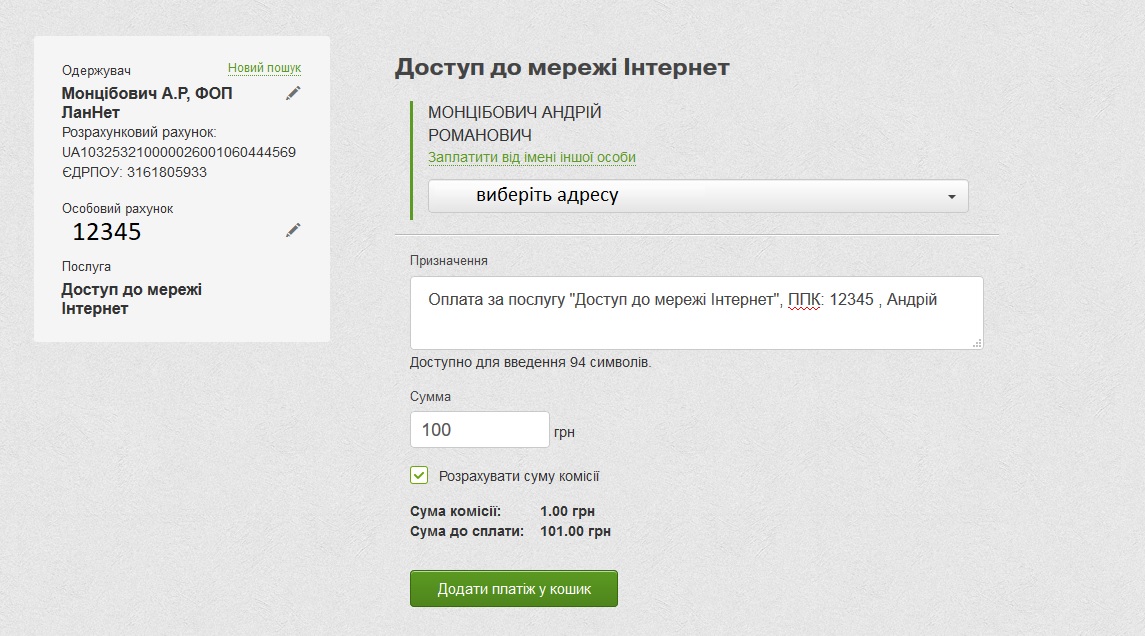 Одержувач
Новий пошук
Монцібович А.Р, ФОП
ЛанНет
Розрахунковий рахунок:
UA103253210000026001060444569
ЄДРПОУ: 3161805933
Особовий рахунок
12345
Послуга
Доступ до мережі
Інтернет
Доступ до мережі Інтернет
МОНЦІБОВИЧ АНДРІЙ
РОМАНОВИЧ
Заплатити від імені іншої особи
виберіть адресу
Призначення
Оплата за послугу "Доступ до мережі Інтернет", ППК: 12345 , Андрій
Доступно для введення 94 символів.
Сумма
100 грн
Розрахувати суму комісії
Сума комісії: 1.00 грн
Сума до сплати: 101.00 грн
Додати платіж у кошик